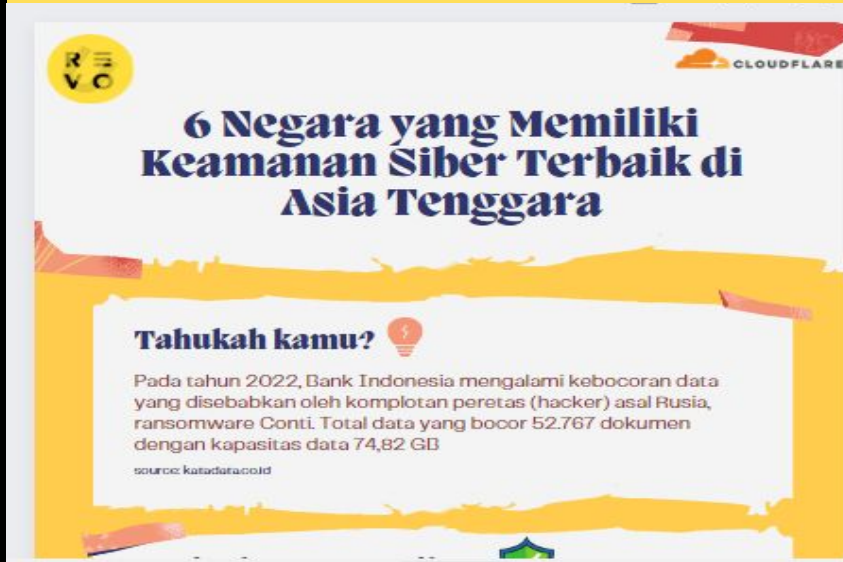 R E
V O
CLOUDFLARE
6 Negara yang Memiliki
Keamanan Siber Terbaik di
Asia Tenggara
Tahukah kamu?
Pada tahun 2022, Bank Indonesia mengalami kebocoran data
yang disebabkan oleh komplotan peretas (hacker) asal Rusia,
ransomware Conti. Total data yang bocor 52.767 dokumen
dengan kapasitas data 74,82 GB
source: katadata.co.id